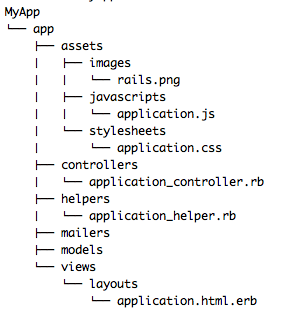 MyApp
└── app
    ├── assets
    |   ├── images
    |   |   └── rails.png
    |   ├── javascripts
    |   |   └── application.js
    |   └── stylesheets
    |       └── application.css
    ├── controllers
    |   └── application_controller.rb
    ├── helpers
    |   └── application_helper.rb
    ├── mailers
    ├── models
    └── views
        └── layouts
            └── application.html.erb